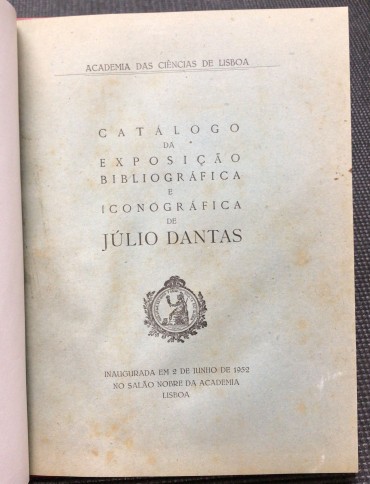 ACADEMIA DAS CIÊNCIAS DE LISBOA
CATÁLOGO
DA
EXPOSIÇÃO
BIBLIOGRÁFICA
E
ICONOGRÁFICA
DE
JÚLIO DANTAS
INAUGURADA EM 2 DE JUNHO DE 1952
NO SALÃO NOBRE DA ACADEMIA
LISBOA